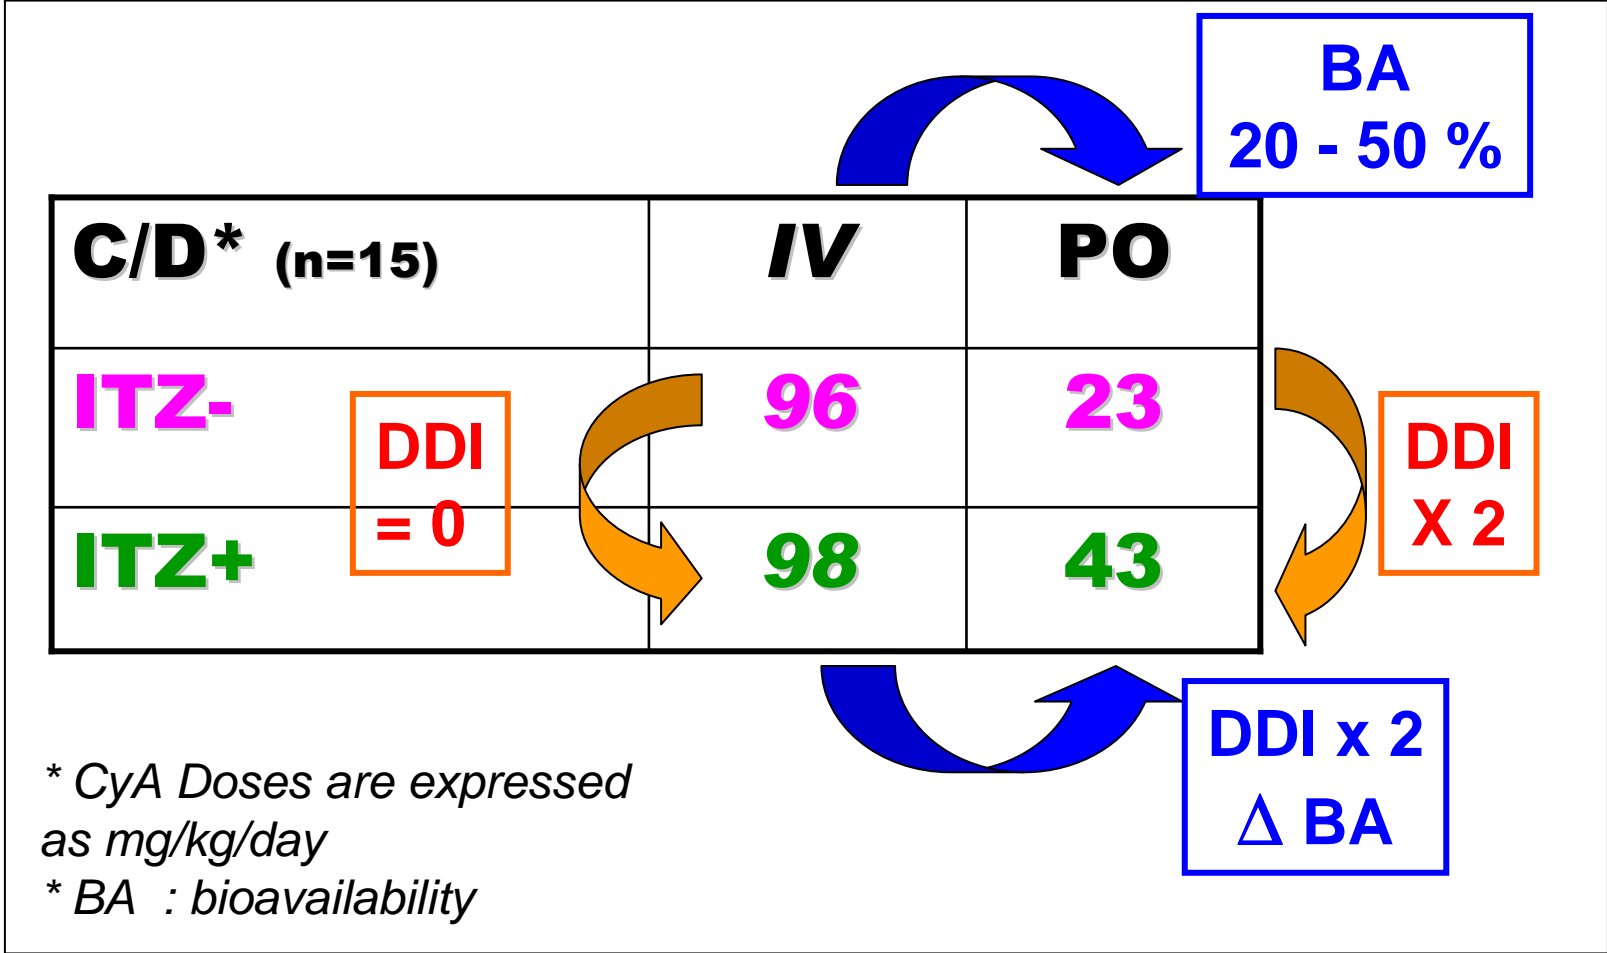 BA
20 - 50 %
C/D* (n=15) IV PO
ITZ- 96 23
DDI
= 0
DDI
X 2
ITZ+ 98 43
DDI x 2
Δ BA
* CyA Doses are expressed
as mg/kg/day
* BA : bioavailability